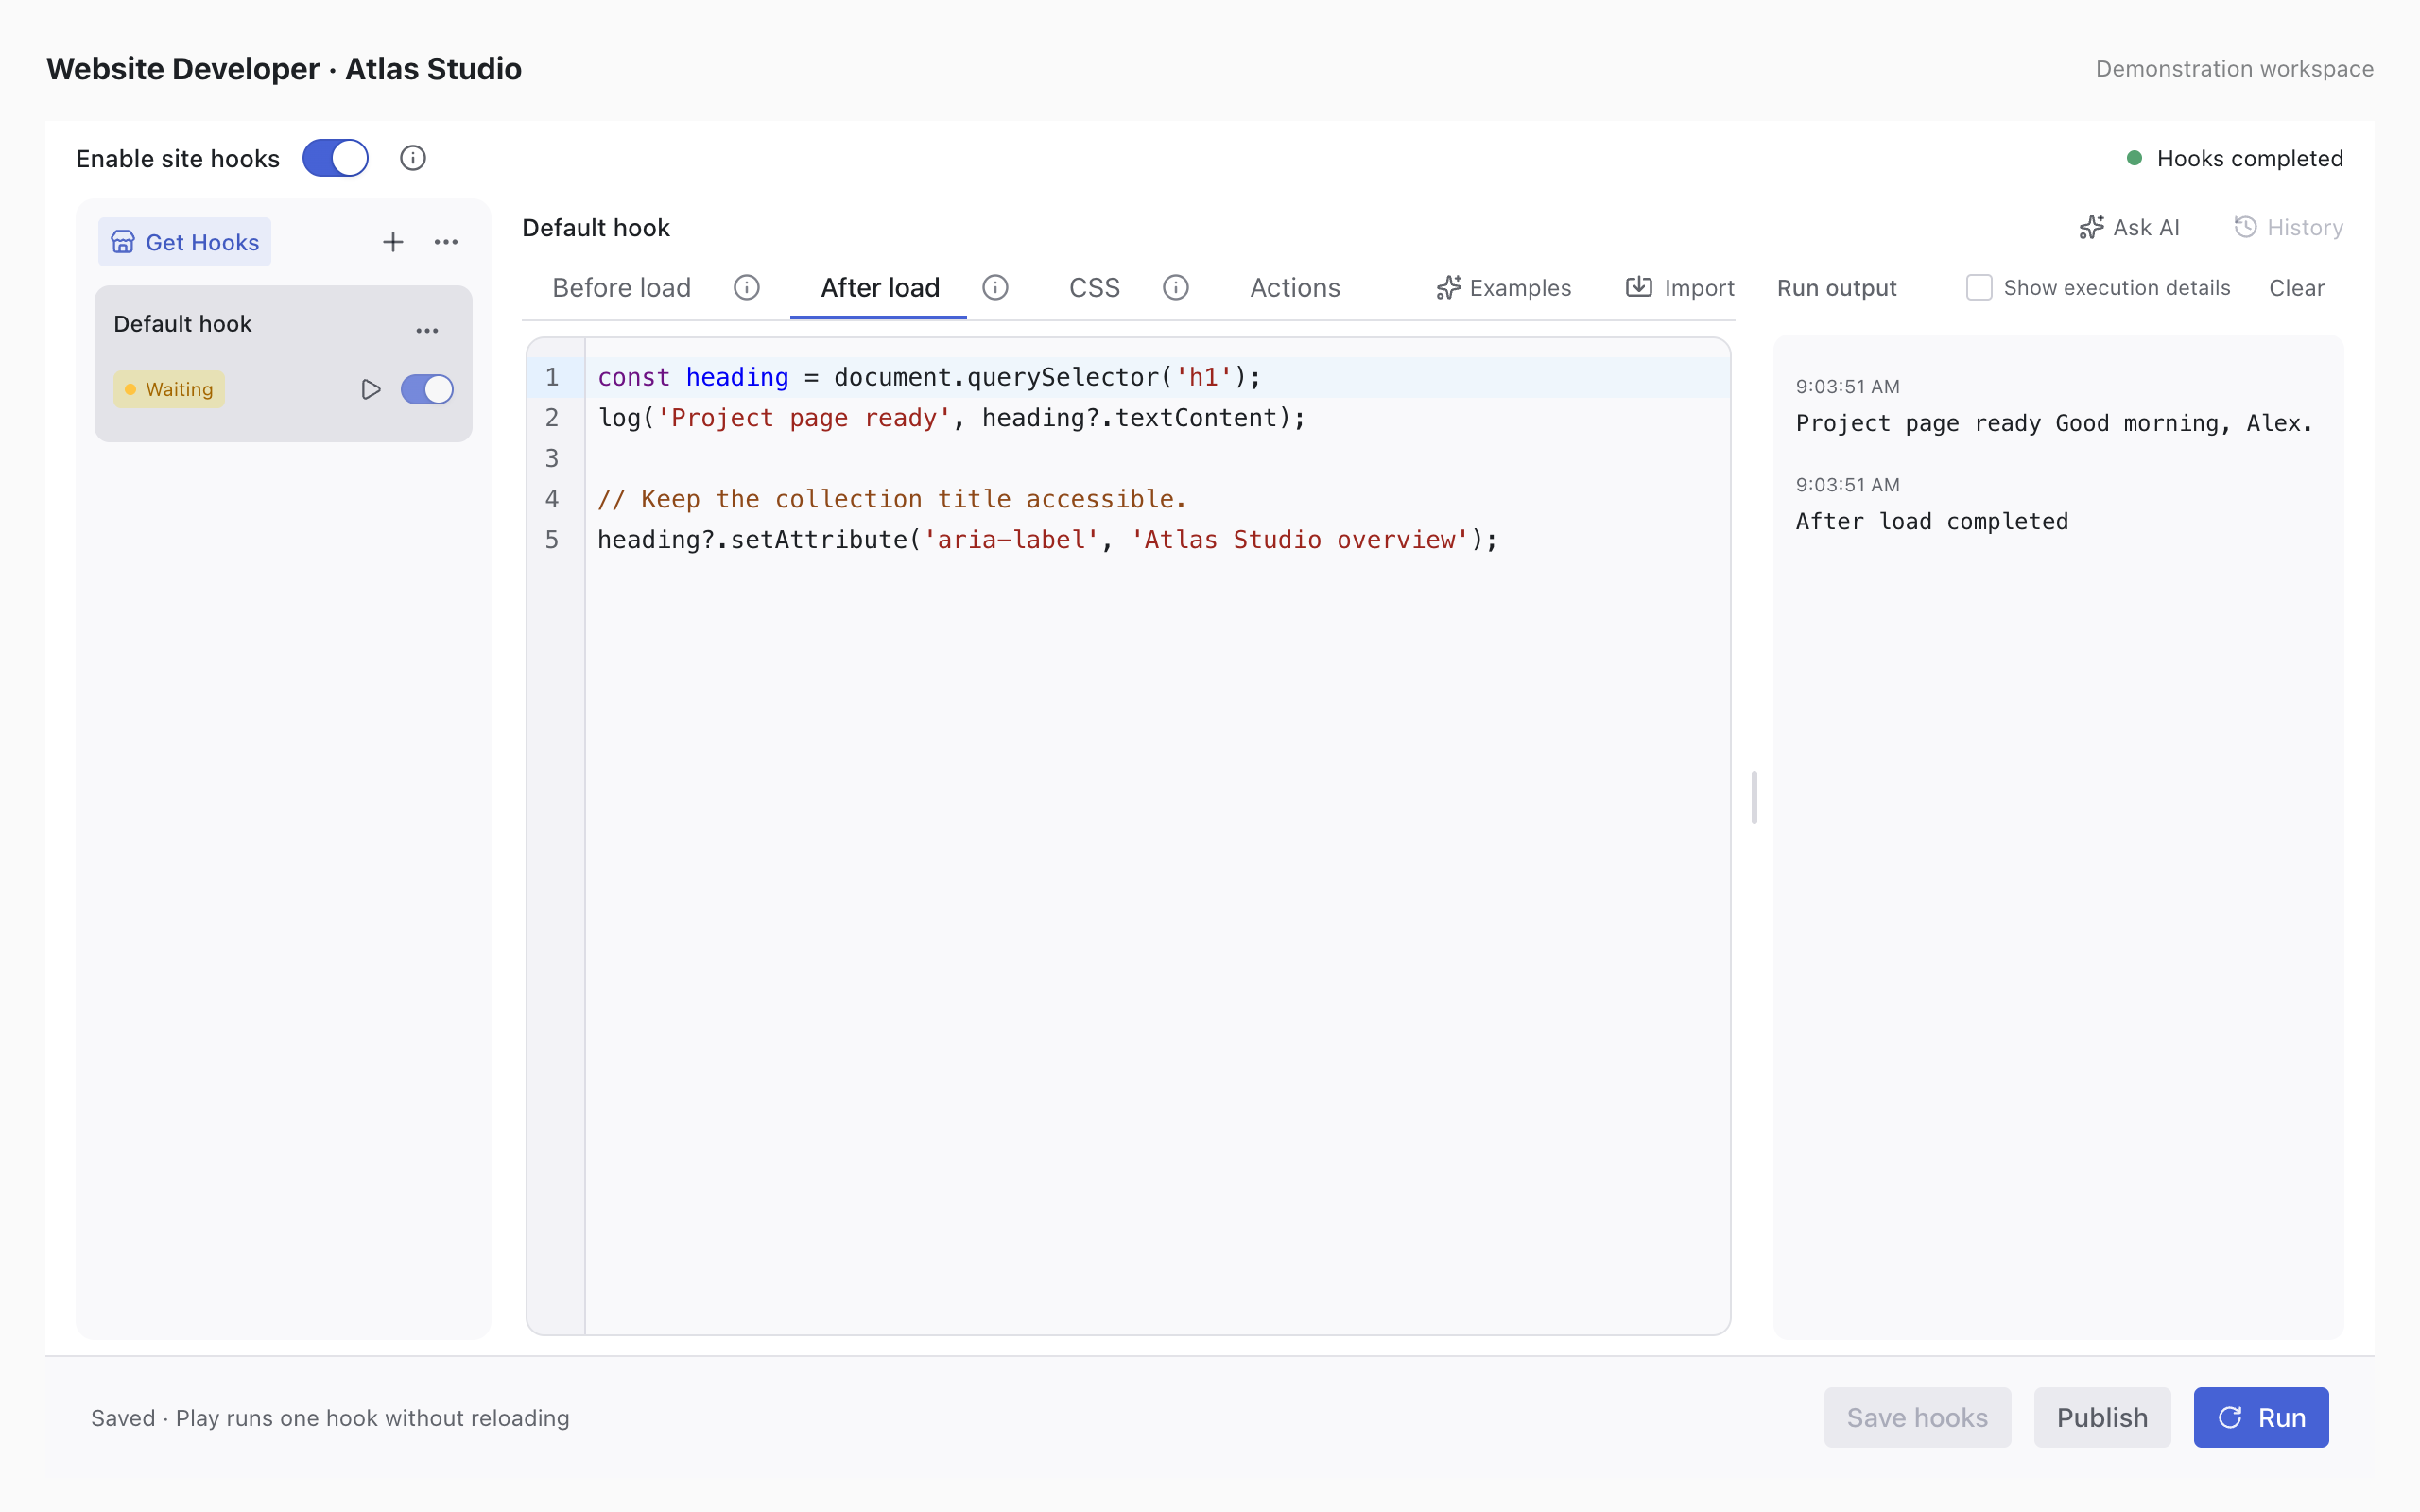 Website Developer · Atlas Studio
Demonstration workspace
Enable site hooks
Hooks completed
Get Hooks
Default hook
Waiting
Default hook
Ask AI
History
Before load
After load
CSS
Actions
Examples
Import
1 const heading = document.querySelector('h1');
2 log('Project page ready', heading?.textContent);
3
4 // Keep the collection title accessible.
5 heading?.setAttribute('aria-label', 'Atlas Studio overview');
Run output
Show execution details
Clear
9:03:51 AM
Project page ready Good morning, Alex.
9:03:51 AM
After load completed
Saved · Play runs one hook without reloading
Save hooks
Publish
Run